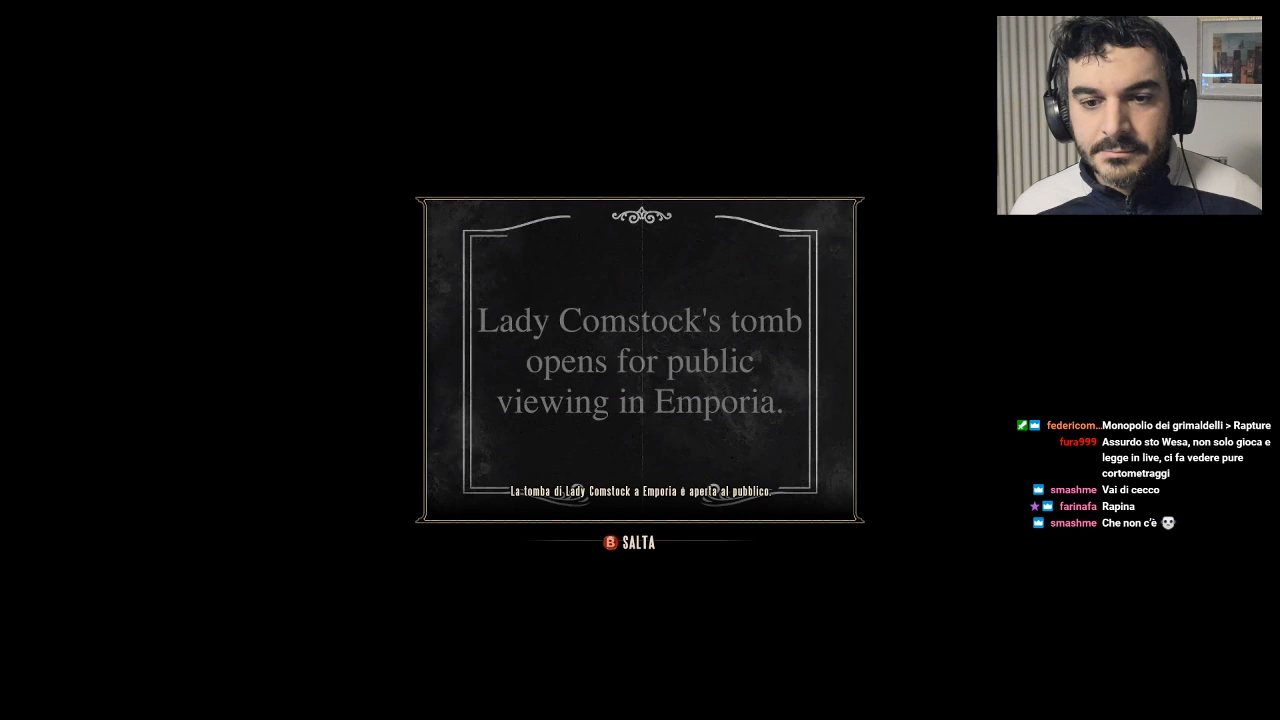 Lady Comstock's tomb
opens for public
viewing in Emporia.
La tomba di Lady Comstock a Emporia è aperta al pubblico.
B SALTA
federicom... Monopolio dei grimaldelli > Rapture
fura999 Assurdo sto Wesa, non solo gioca e
legge in live, ci fa vedere pure
cortometraggi
smashme Vai di cecco
farinafa Rapina
smashme Che non c'è